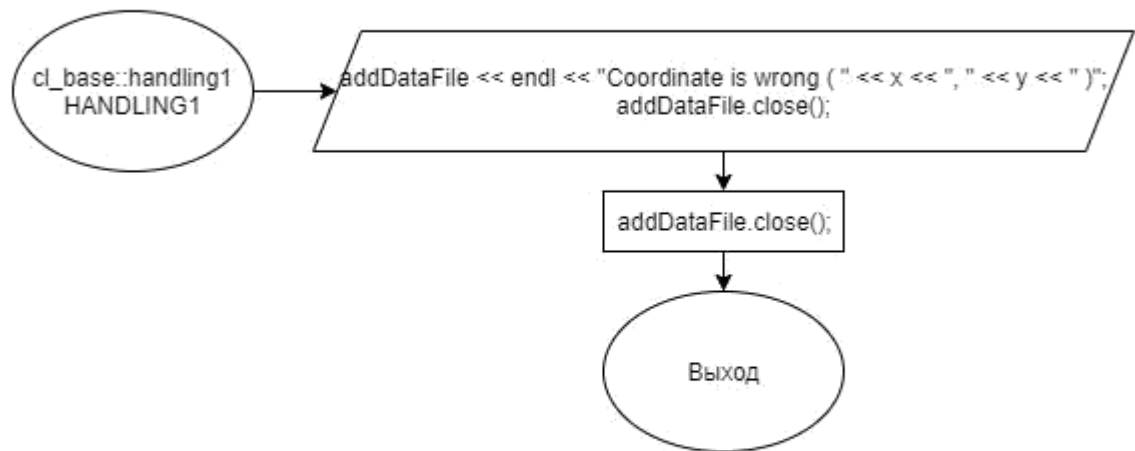 cl_base::handling1
HANDLING1
addDataFile << endl << "Coordinate is wrong ( " << x << ", " << y << " )";
addDataFile.close();
addDataFile.close();
Выход